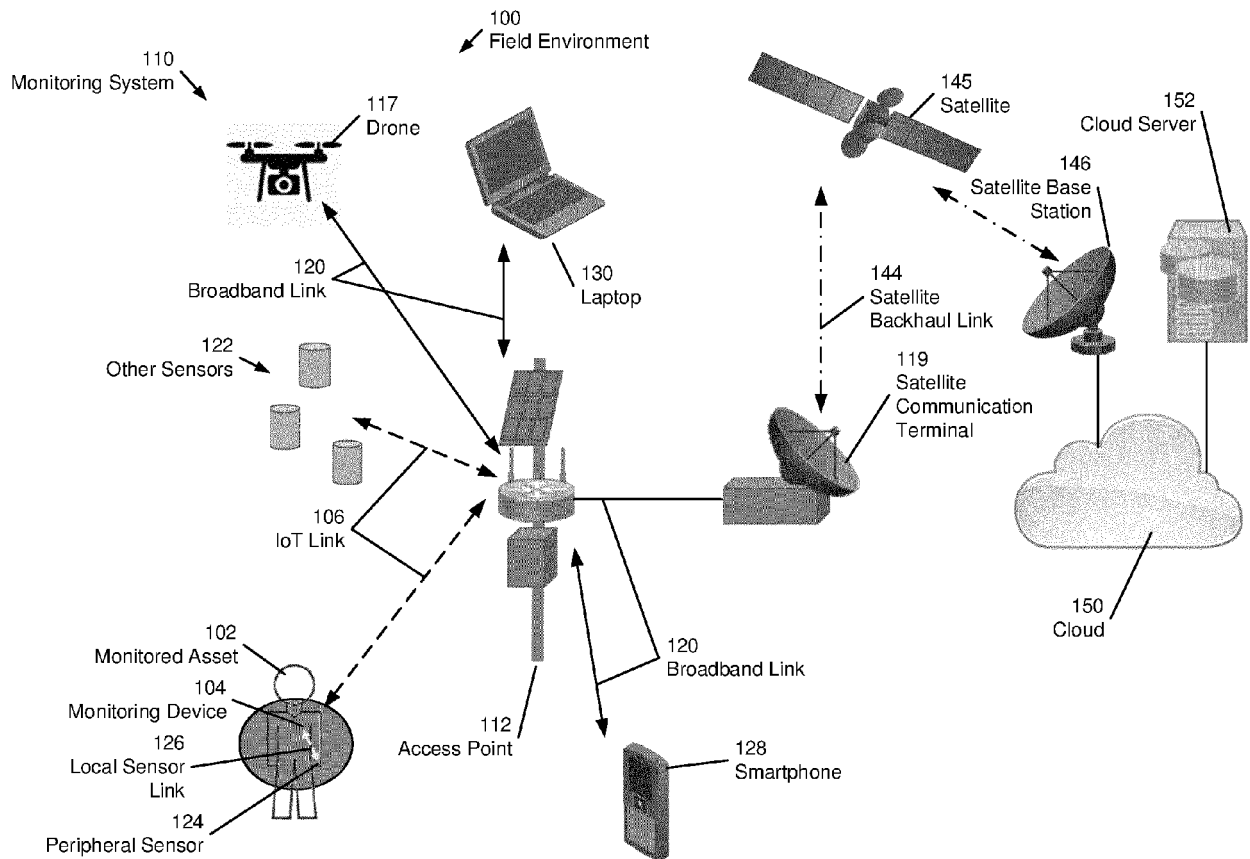 100
Field Environment
110
Monitoring System
117
Drone
145
Satellite
152
Cloud Server
146
Satellite Base
Station
120
Broadband Link
130
Laptop
144
Satellite
Backhaul Link
122
Other Sensors
119
Satellite
Communication
Terminal
106
IoT Link
150
Cloud
102
Monitored Asset
104
Monitoring Device
126
Local Sensor
Link
124
Peripheral Sensor
120
Broadband Link
112
Access Point
128
Smartphone